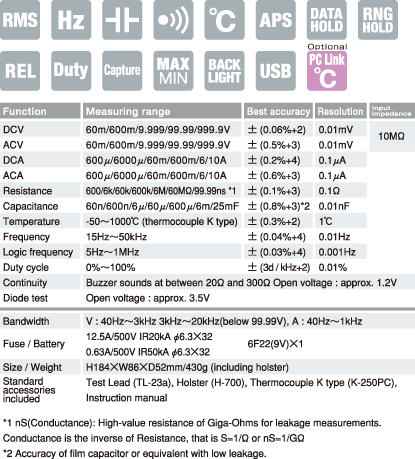 RMS Hz °C APS DATA HOLD RNG HOLD
REL Duty Capture MAX MIN BACK LIGHT USB Optional PC Link °C
Function Measuring range Best accuracy Resolution Input impedance
DCV 60m/600m/9.999/99.99/999.9V ±(0.06%+2) 0.01mV 10MΩ
ACV 60m/600m/9.999/99.99/999.9V ±(0.5%+3) 0.01mV
DCA 600μ/6000μ/60m/600m/6/10A ±(0.2%+4) 0.1μA
ACA 600μ/6000μ/60m/600m/6/10A ±(0.6%+3) 0.1μA
Resistance 600/6k/60k/600k/6M/60MΩ/99.99ns *1 ±(0.1%+3) 0.1Ω
Capacitance 60n/600n/6μ/60μ/600μ/6m/25mF ±(0.8%+3)*2 0.01nF
Temperature -50~1000℃ (thermocouple K type) ±(0.3%+2) 1℃
Frequency 15Hz~50kHz ±(0.04%+4) 0.01Hz
Logic frequency 5Hz~1MHz ±(0.03%+4) 0.001Hz
Duty cycle 0%~100% ±(3d / kHz+2) 0.01%
Continuity Buzzer sounds at between 20Ω and 300Ω Open voltage : approx. 1.2V
Diode test Open voltage : approx. 3.5V
Bandwidth V : 40Hz~3kHz 3kHz~20kHz(below 99.99V), A : 40Hz~1kHz
Fuse / Battery 12.5A/500V IR20kA ⌀6.3×32 6F22(9V)×1
0.63A/500V IR50kA ⌀6.3×32
Size / Weight H184×W86×D52mm/430g (including holster)
Standard accessories included Test Lead (TL-23a), Holster (H-700), Thermocouple K type (K-250PC),
Instruction manual
*1 nS(Conductance): High-value resistance of Giga-Ohms for leakage measurements.
Conductance is the inverse of Resistance, that is S=1/Ω or nS=1/GΩ
*2 Accuracy of film capacitor or equivalent with low leakage.